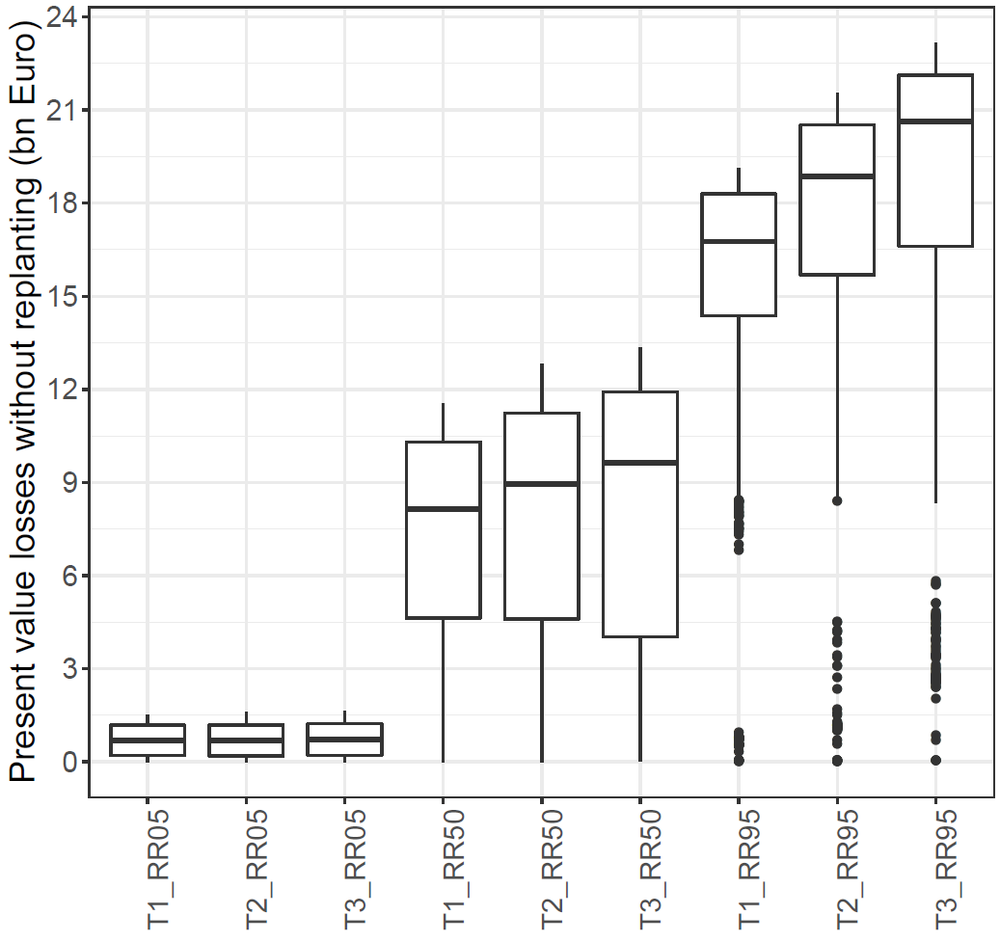 Present value losses without replanting (bn Euro)
24
21
18
15
12
9
6
3
0
T1_RR05
T2_RR05
T3_RR05
T1_RR50
T2_RR50
T3_RR50
T1_RR95
T2_RR95
T3_RR95